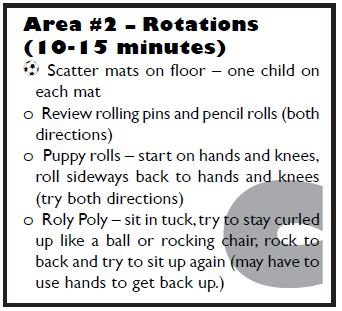 Area #2 – Rotations
(10-15 minutes)
Scatter mats on floor – one child on
each mat
o Review rolling pins and pencil rolls (both
directions)
o Puppy rolls – start on hands and knees,
roll sideways back to hands and knees
(try both directions)
o Roly Poly – sit in tuck, try to stay curled
up like a ball or rocking chair, rock to
back and try to sit up again (may have to
use hands to get back up.)